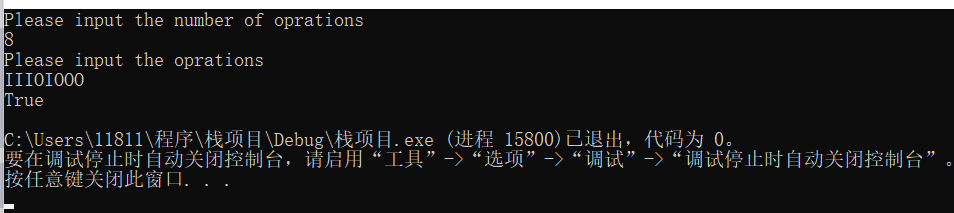 Please input the number of oprations
8
Please input the oprations
IIIOIOOO
True
C:\Users\11811\程序\栈项目\Debug\栈项目.exe (进程 15800)已退出，代码为 0。
要在调试停止时自动关闭控制台，请启用“工具”->“选项”->“调试”->“调试停止时自动关闭控制台”。
按任意键关闭此窗口. . .